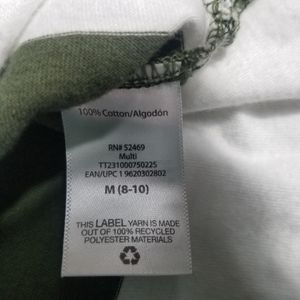 100% Cotton/Algodón
RN# 52469
Multi
TT231000750225
EAN/UPC 1 9620302802
M (8-10)
THIS LABEL YARN IS MADE
OUT OF 100% RECYCLED
POLYESTER MATERIALS